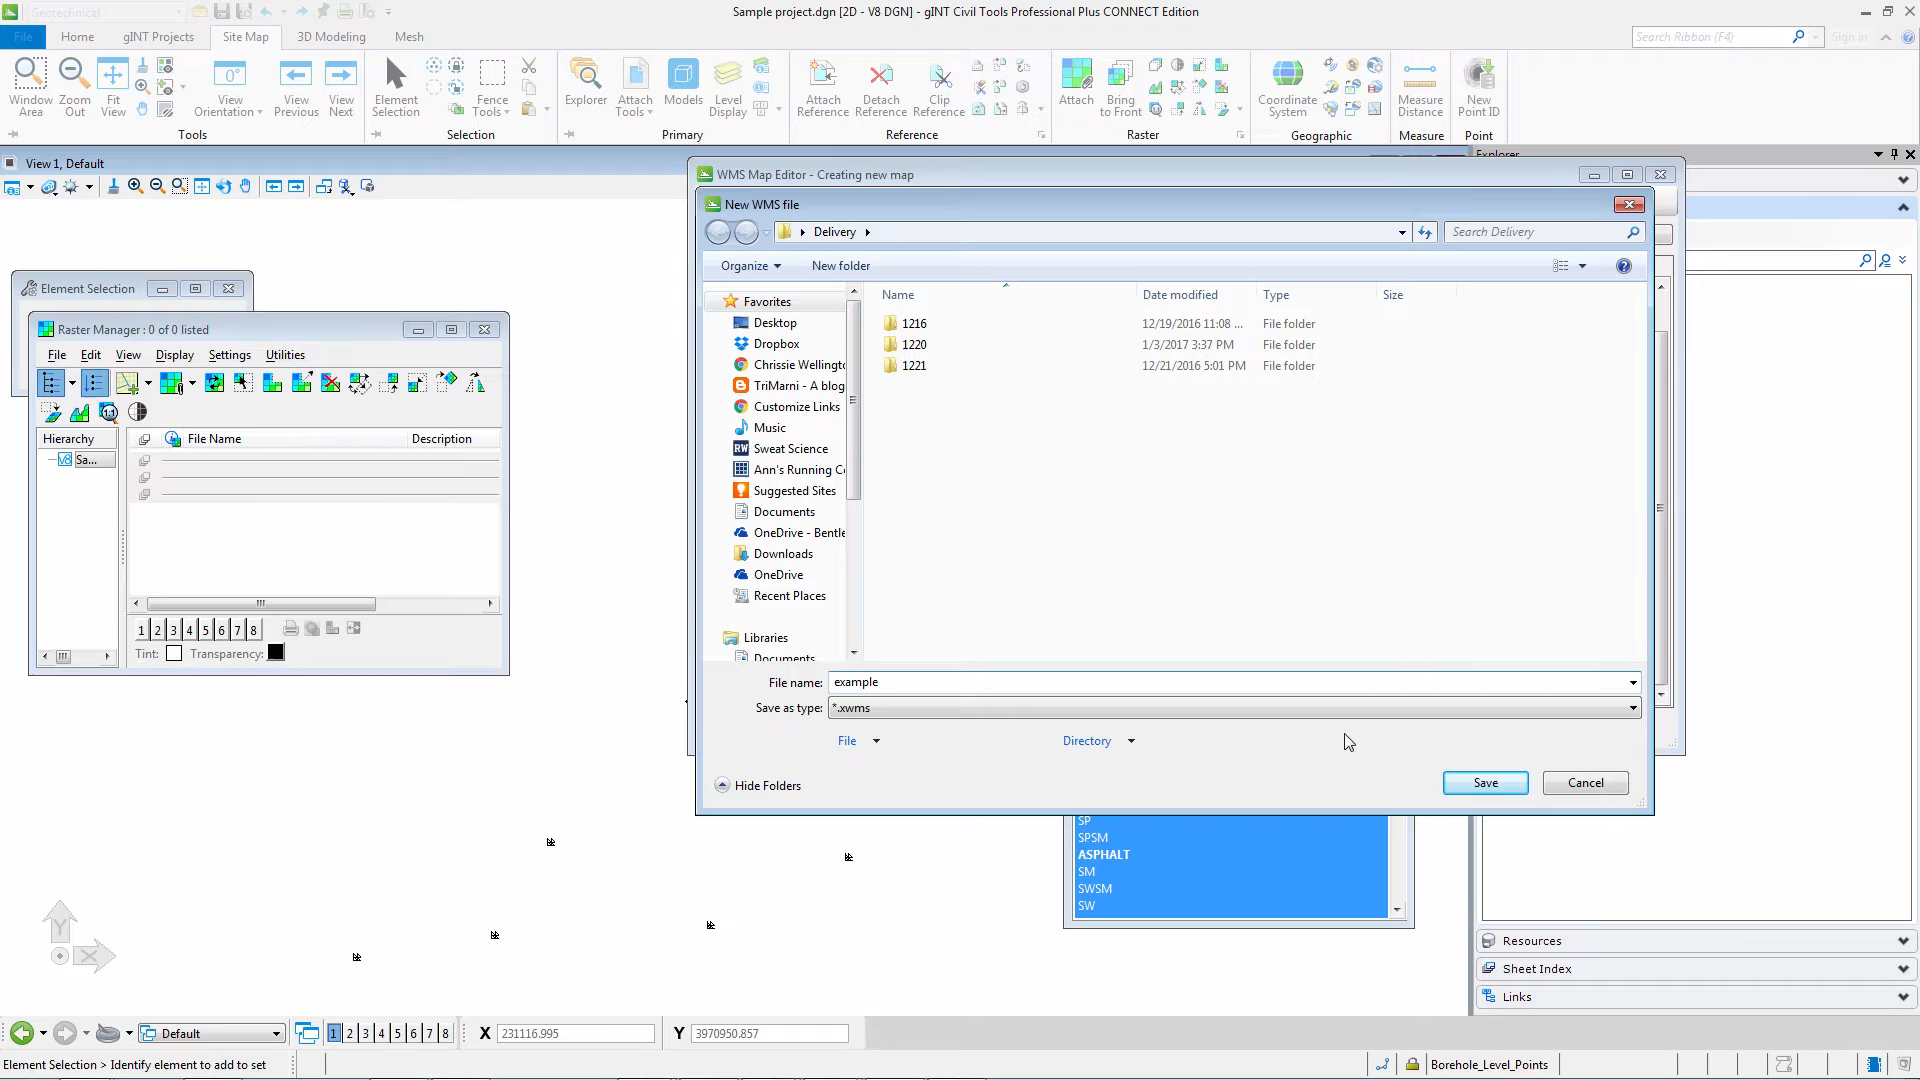 Geotechnical
Sample project.dgn [2D - V8 DGN] - gINT Civil Tools Professional Plus CONNECT Edition
File Home gINT Projects Site Map 3D Modeling Mesh
Search Ribbon (F4) Sign in
Window Area
Zoom Out
Fit View
View Orientation
View Previous
View Next
Element Selection
Fence Tools
Explorer
Attach Tools
Models
Level Display
Attach Reference
Detach Reference
Clip Reference
Attach
Bring to Front
Coordinate System
Measure Distance
New Point ID
Tools Selection Primary Reference Raster Geographic Measure Point
View 1, Default
Explorer
WMS Map Editor - Creating new map
New WMS file
Delivery
Search Delivery
Organize New folder
Element Selection
Raster Manager : 0 of 0 listed
File Edit View Display Settings Utilities
Hierarchy File Name Description
Sa...
1 2 3 4 5 6 7 8
Tint: Transparency:
Favorites
Desktop
Dropbox
Chrissie Wellingt
TriMarni - A blog
Customize Links
Music
Sweat Science
Ann's Running Co
Suggested Sites
Documents
OneDrive - Bentle
Downloads
OneDrive
Recent Places
Libraries
Documents
Name Date modified Type Size
1216 12/19/2016 11:08 ... File folder
1220 1/3/2017 3:37 PM File folder
1221 12/21/2016 5:01 PM File folder
File name: example
Save as type: *.xwms
File Directory
Hide Folders Save Cancel
SP
SPSM
ASPHALT
SM
SWSM
SW
Y
X
Resources
Sheet Index
Links
Default 1 2 3 4 5 6 7 8 X 231116.995 Y 3970950.857
Element Selection > Identify element to add to set
Borehole_Level_Points